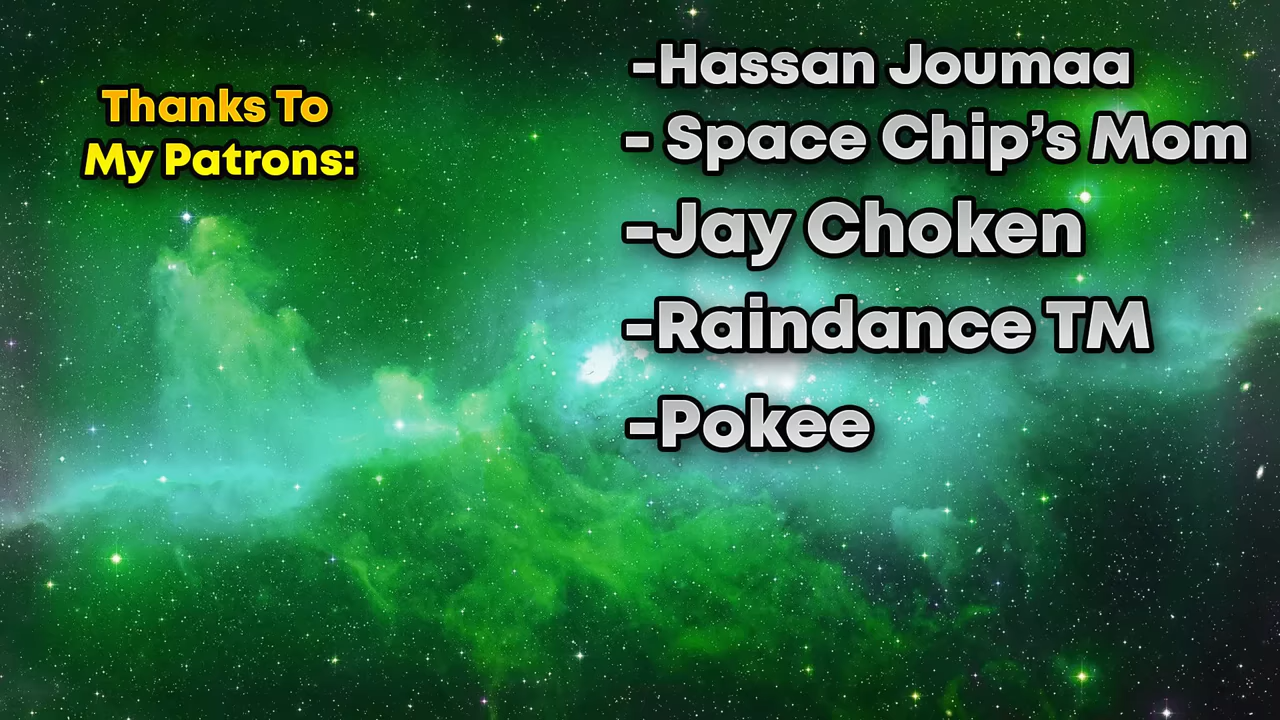 Thanks To
My Patrons:
-Hassan Joumaa
- Space Chip’s Mom
-Jay Choken
-Raindance TM
-Pokee